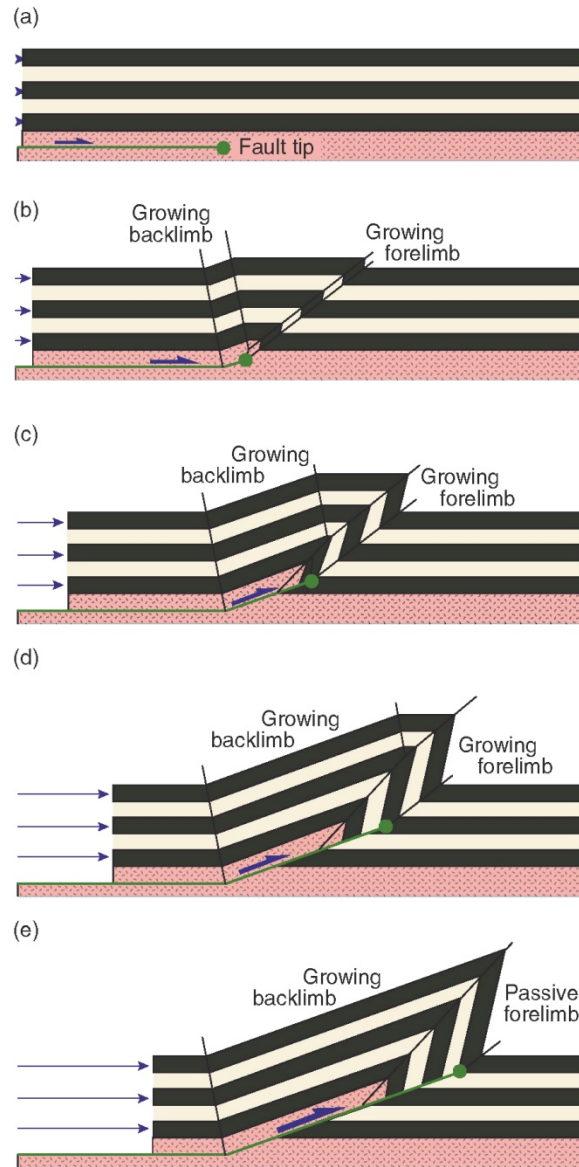 (a)
Fault tip
(b)
Growing
backlimb
Growing
forelimb
(c)
Growing
backlimb
Growing
forelimb
(d)
Growing
backlimb
Growing
forelimb
(e)
Growing
backlimb
Passive
forelimb